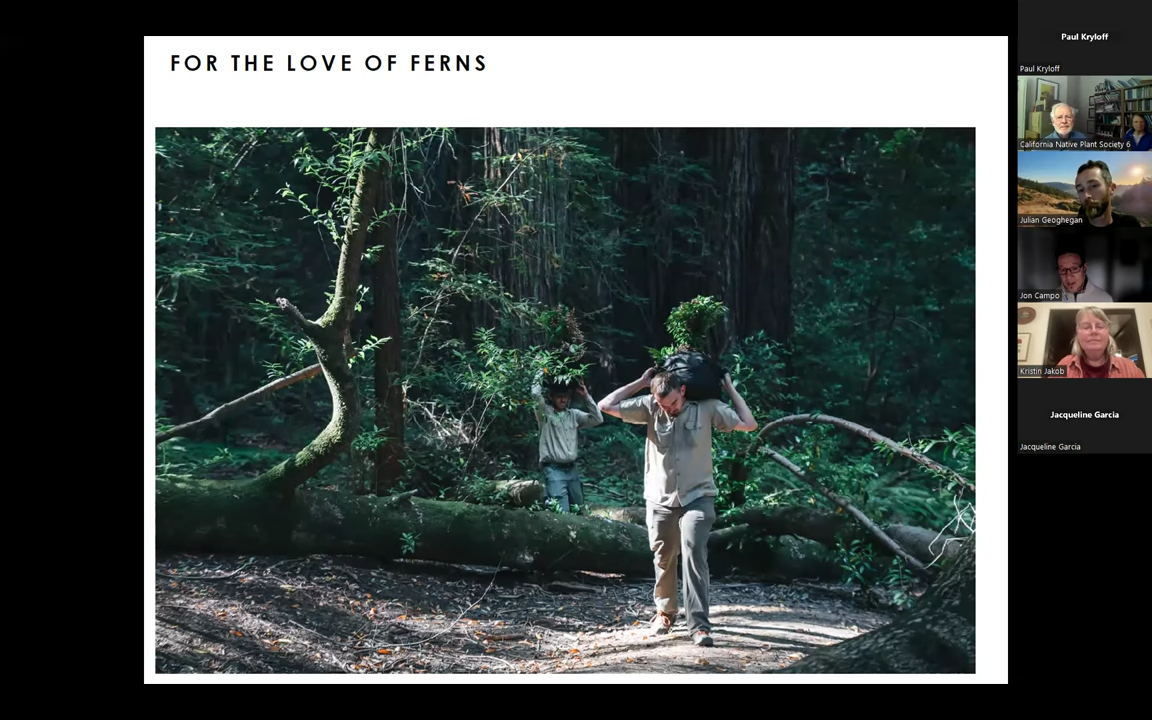 FOR THE LOVE OF FERNS
Paul Kryloff
Paul Kryloff
California Native Plant Society 6
Julian Geoghegan
Jon Campo
Kristin Jakob
Jacqueline Garcia
Jacqueline Garcia